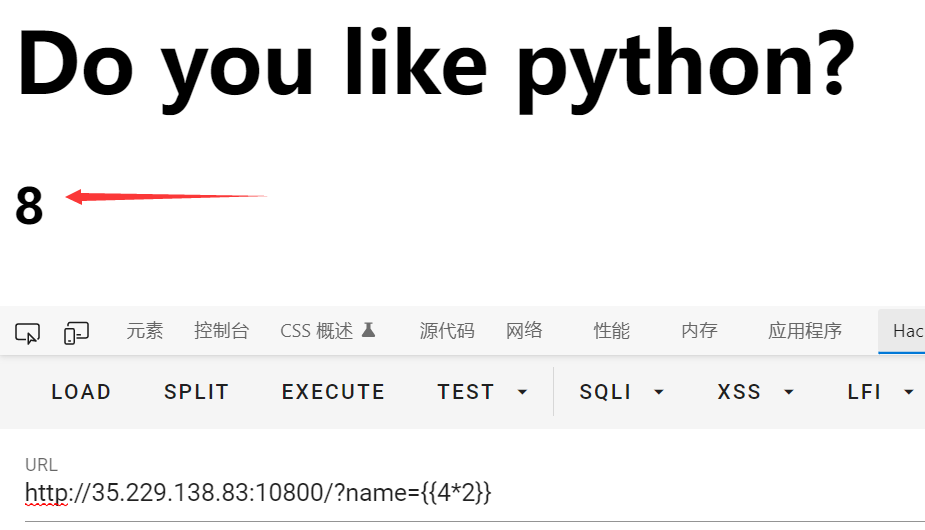 Do you like python?
8
元素 控制台 CSS 概述 源代码 网络 性能 内存 应用程序 Hac
LOAD SPLIT EXECUTE TEST SQLI XSS LFI
URL
http://35.229.138.83:10800/?name={{4*2}}